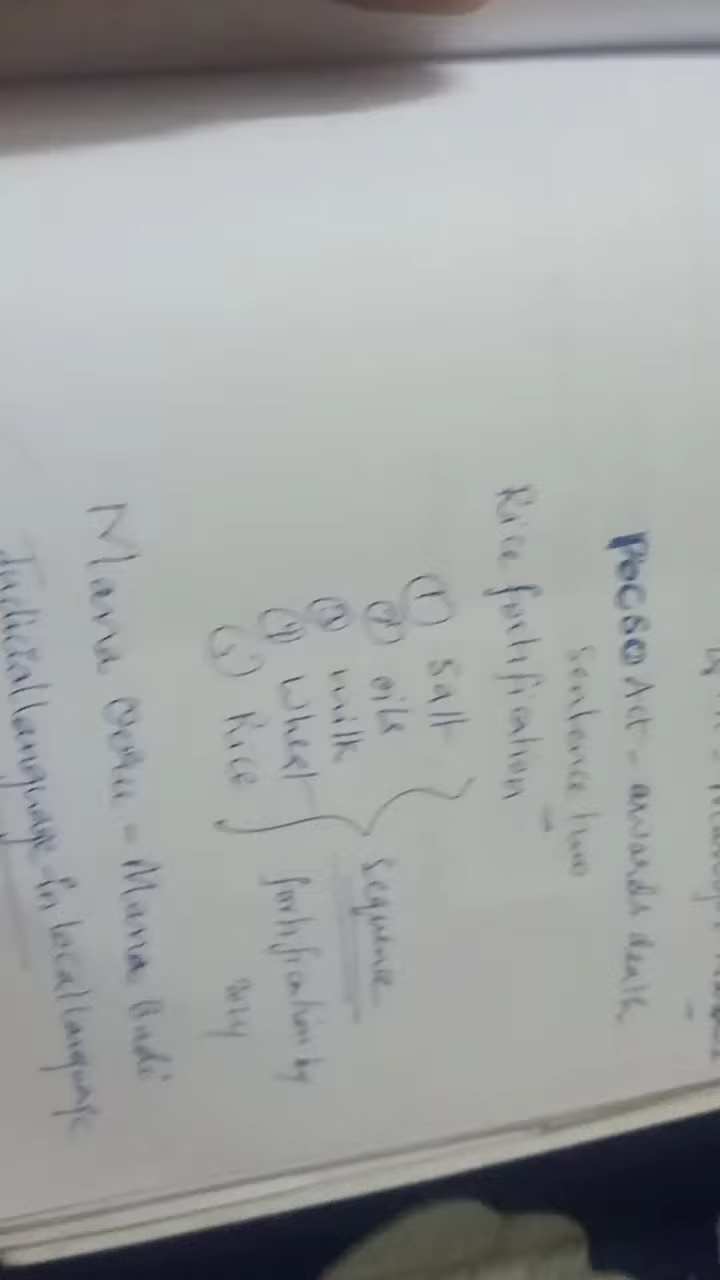 POCSO Act - awards death
sentence two
Rice fortification
① salt
② oils
③ milk
④ wheat
⑤ Rice
sequence
fortification by
Mana ooru - Mana Badi
Judicial language - In local language